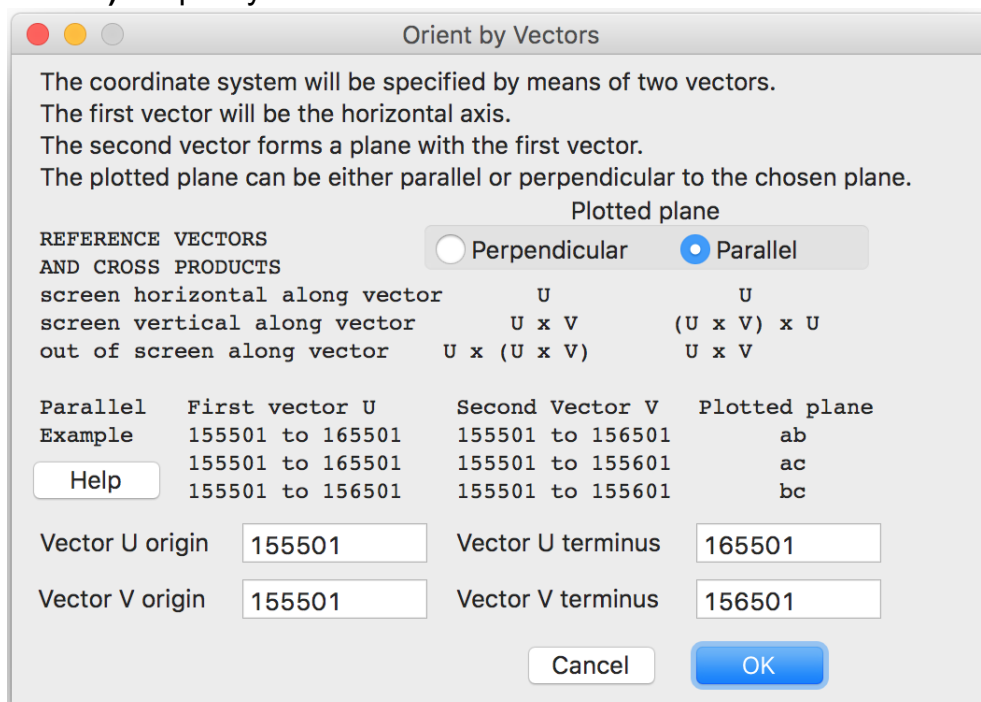 Orient by Vectors
The coordinate system will be specified by means of two vectors.
The first vector will be the horizontal axis.
The second vector forms a plane with the first vector.
The plotted plane can be either parallel or perpendicular to the chosen plane.
Plotted plane
REFERENCE VECTORS
AND CROSS PRODUCTS
Perpendicular Parallel
screen horizontal along vector U U
screen vertical along vector U x V (U x V) x U
out of screen along vector U x (U x V) U x V
Parallel First vector U Second Vector V Plotted plane
Example 155501 to 165501 155501 to 156501 ab
155501 to 165501 155501 to 155601 ac
Help
155501 to 156501 155501 to 155601 bc
Vector U origin 155501 Vector U terminus 165501
Vector V origin 155501 Vector V terminus 156501
Cancel OK